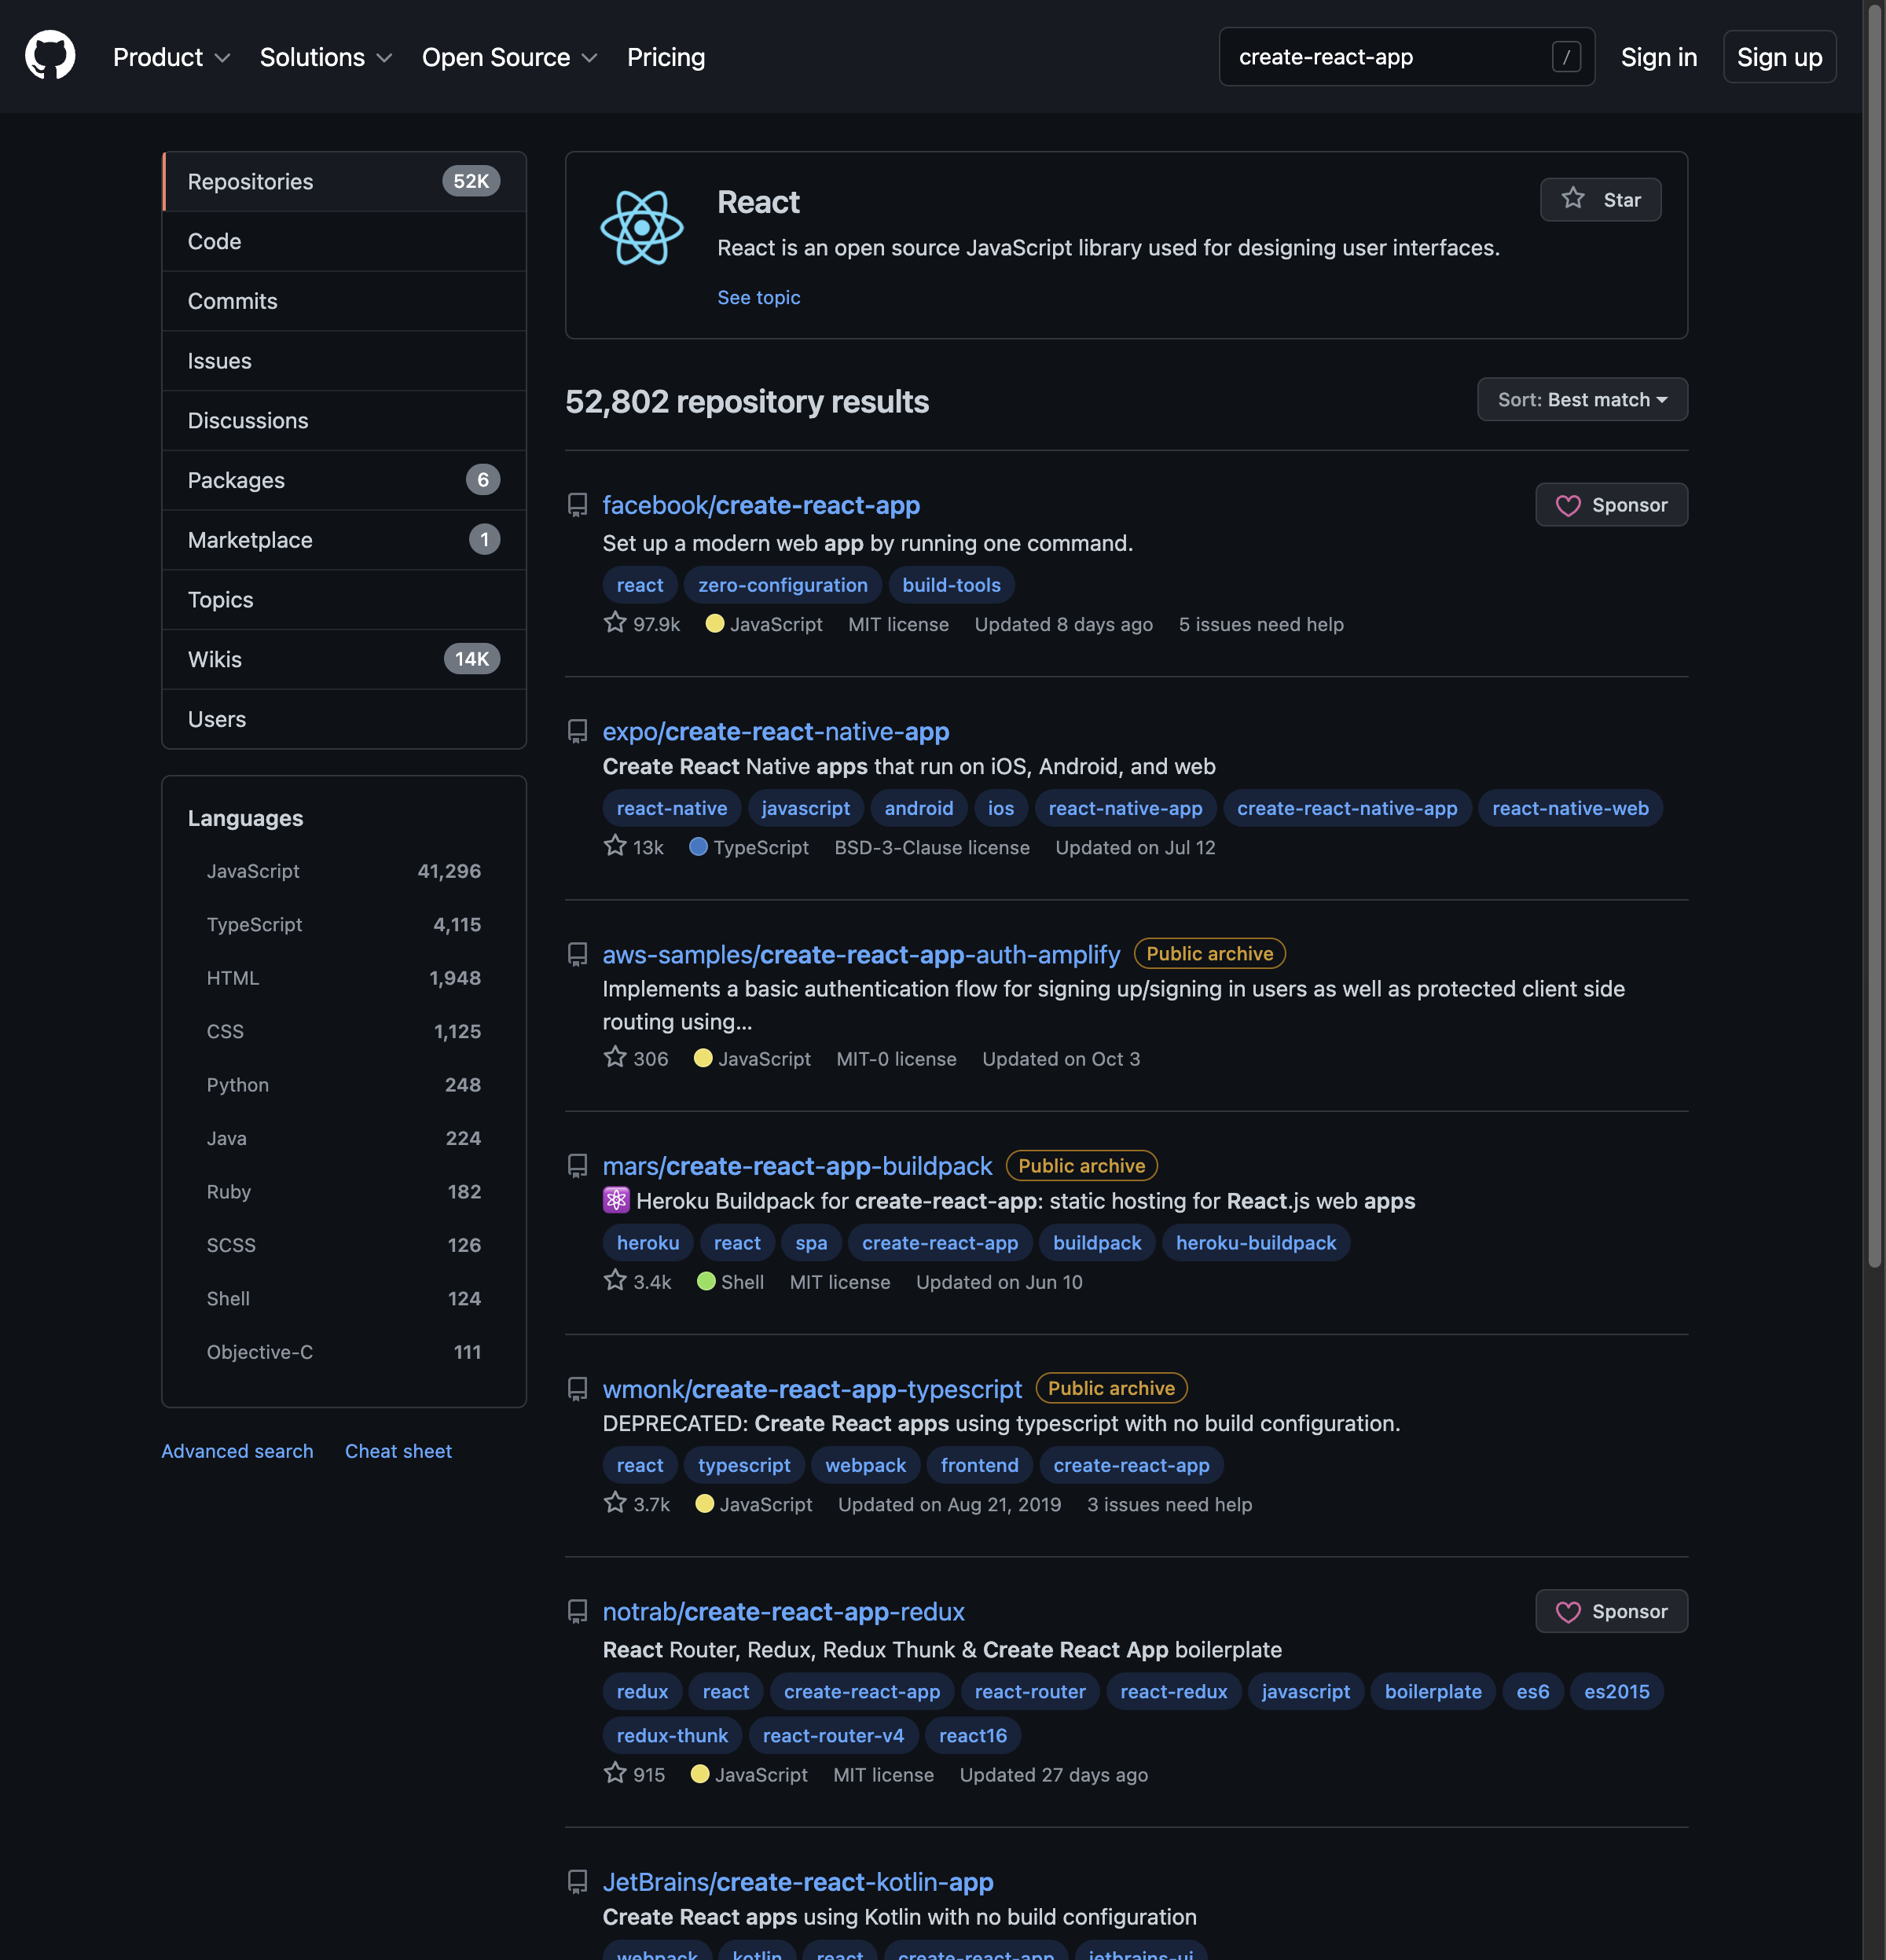 Product Solutions Open Source Pricing create-react-app / Sign in Sign up
Repositories 52K
Code
Commits
Issues
Discussions
Packages 6
Marketplace 1
Topics
Wikis 14K
Users
Languages
JavaScript 41,296
TypeScript 4,115
HTML 1,948
CSS 1,125
Python 248
Java 224
Ruby 182
SCSS 126
Shell 124
Objective-C 111
Advanced search Cheat sheet
React Star
React is an open source JavaScript library used for designing user interfaces.
See topic
52,802 repository results Sort: Best match
facebook/create-react-app Sponsor
Set up a modern web app by running one command.
react zero-configuration build-tools
97.9k JavaScript MIT license Updated 8 days ago 5 issues need help
expo/create-react-native-app
Create React Native apps that run on iOS, Android, and web
react-native javascript android ios react-native-app create-react-native-app react-native-web
13k TypeScript BSD-3-Clause license Updated on Jul 12
aws-samples/create-react-app-auth-amplify Public archive
Implements a basic authentication flow for signing up/signing in users as well as protected client side
routing using...
306 JavaScript MIT-0 license Updated on Oct 3
mars/create-react-app-buildpack Public archive
⚛️ Heroku Buildpack for create-react-app: static hosting for React.js web apps
heroku react spa create-react-app buildpack heroku-buildpack
3.4k Shell MIT license Updated on Jun 10
wmonk/create-react-app-typescript Public archive
DEPRECATED: Create React apps using typescript with no build configuration.
react typescript webpack frontend create-react-app
3.7k JavaScript Updated on Aug 21, 2019 3 issues need help
notrab/create-react-app-redux Sponsor
React Router, Redux, Redux Thunk & Create React App boilerplate
redux react create-react-app react-router react-redux javascript boilerplate es6 es2015
redux-thunk react-router-v4 react16
915 JavaScript MIT license Updated 27 days ago
JetBrains/create-react-kotlin-app
Create React apps using Kotlin with no build configuration
webpack kotlin react create-react-app jetbrains-ui